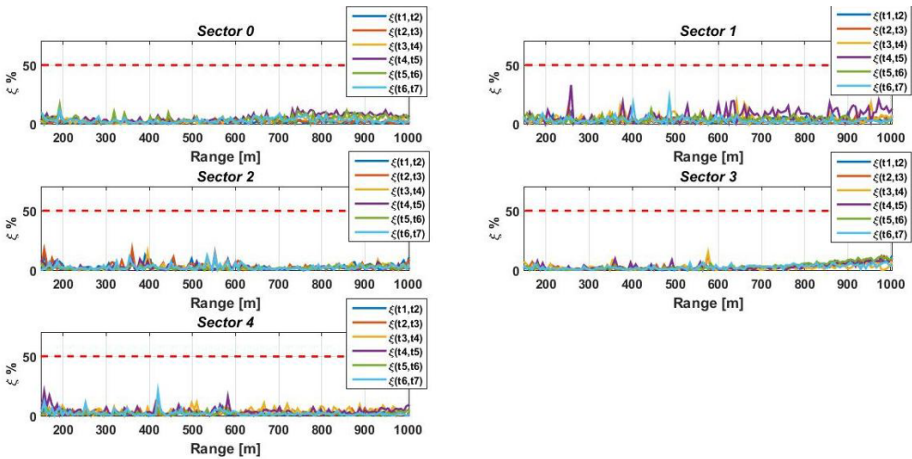 Sector 0
ξ(t1,t2)
ξ(t2,t3)
ξ(t3,t4)
ξ(t4,t5)
ξ(t5,t6)
ξ(t6,t7)
ξ %
50
0
200 300 400 500 600 700 800 900 1000
Range [m]
Sector 1
ξ(t1,t2)
ξ(t2,t3)
ξ(t3,t4)
ξ(t4,t5)
ξ(t5,t6)
ξ(t6,t7)
ξ %
50
0
200 300 400 500 600 700 800 900 1000
Range [m]
Sector 2
ξ(t1,t2)
ξ(t2,t3)
ξ(t3,t4)
ξ(t4,t5)
ξ(t5,t6)
ξ(t6,t7)
ξ %
50
0
200 300 400 500 600 700 800 900 1000
Range [m]
Sector 3
ξ(t1,t2)
ξ(t2,t3)
ξ(t3,t4)
ξ(t4,t5)
ξ(t5,t6)
ξ(t6,t7)
ξ %
50
0
200 300 400 500 600 700 800 900 1000
Range [m]
Sector 4
ξ(t1,t2)
ξ(t2,t3)
ξ(t3,t4)
ξ(t4,t5)
ξ(t5,t6)
ξ(t6,t7)
ξ %
50
0
200 300 400 500 600 700 800 900 1000
Range [m]